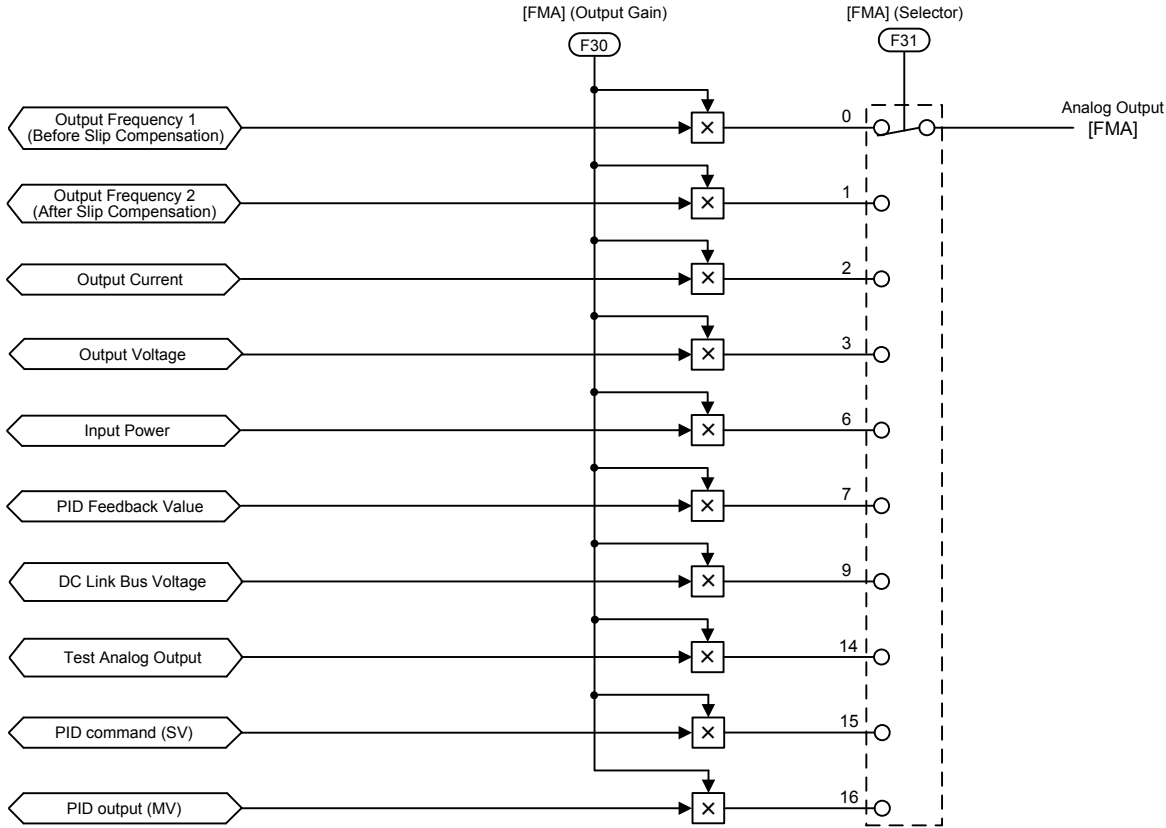 [FMA] (Output Gain)
[FMA] (Selector)
F30
F31
Output Frequency 1
(Before Slip Compensation)
×
0
Analog Output
[FMA]
Output Frequency 2
(After Slip Compensation)
×
1
Output Current
×
2
Output Voltage
×
3
Input Power
×
6
PID Feedback Value
×
7
DC Link Bus Voltage
×
9
Test Analog Output
×
14
PID command (SV)
×
15
PID output (MV)
×
16